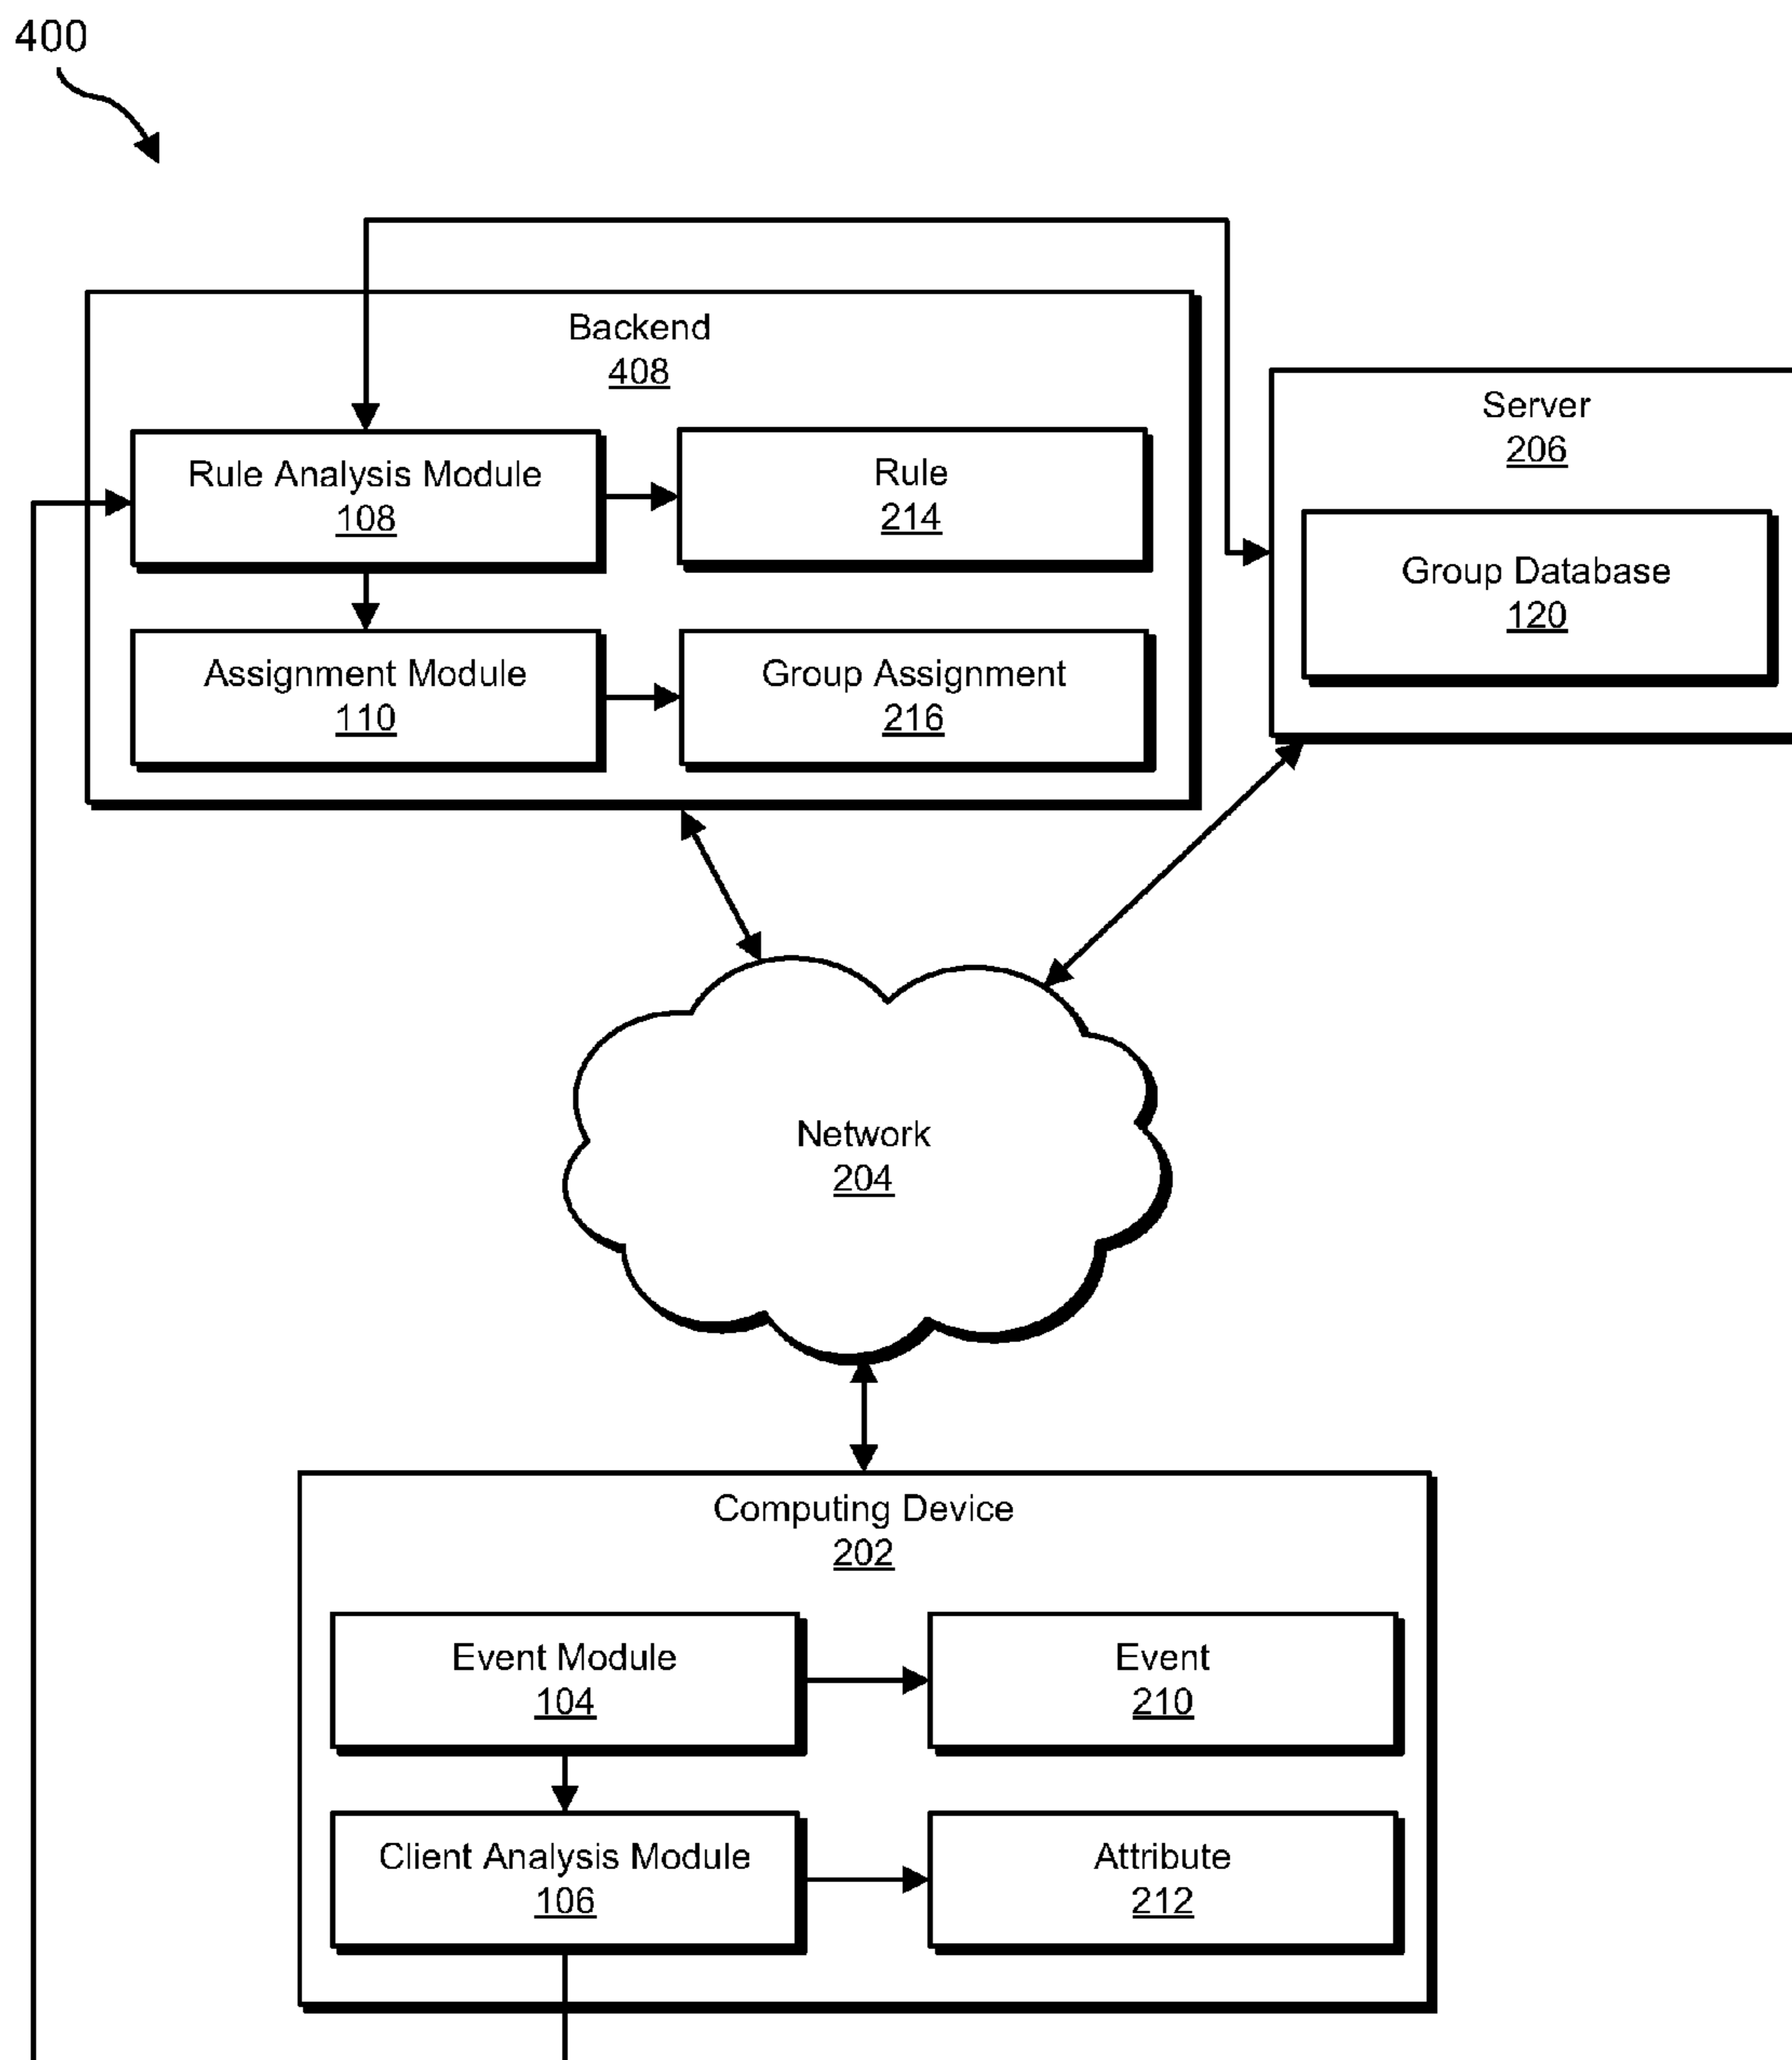 400
Backend
408
Rule Analysis Module
108
Rule
214
Assignment Module
110
Group Assignment
216
Server
206
Group Database
120
Network
204
Computing Device
202
Event Module
104
Event
210
Client Analysis Module
106
Attribute
212